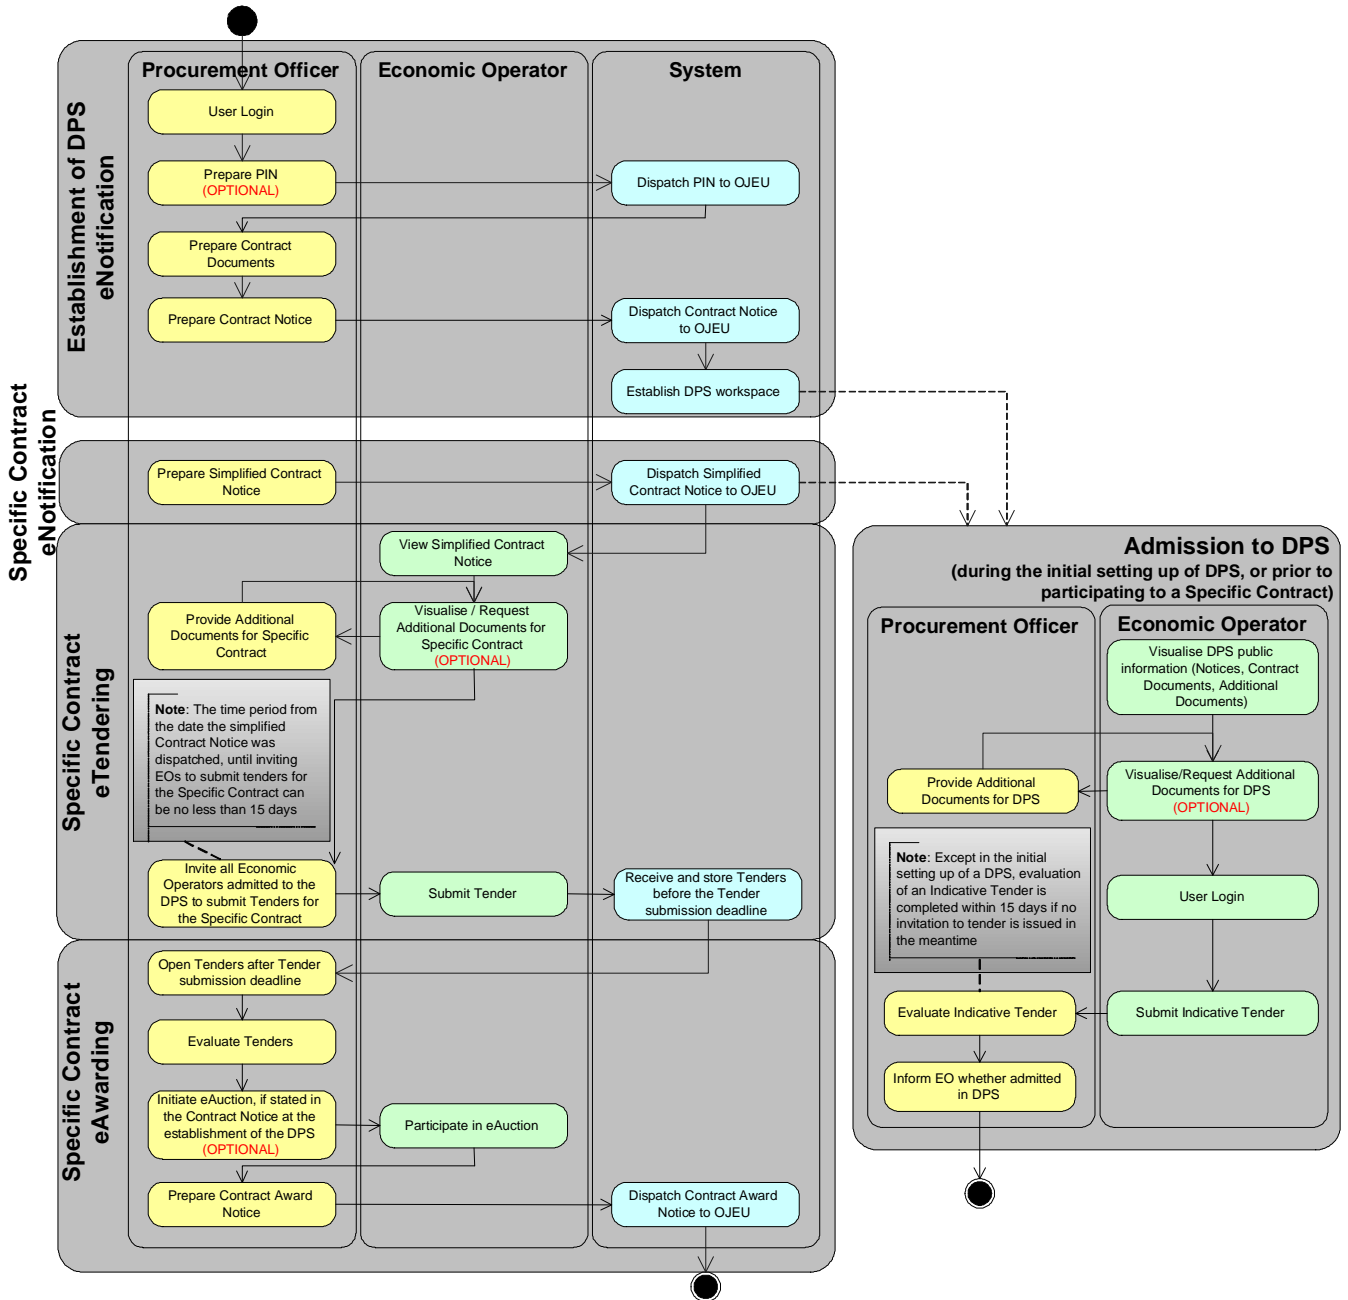 Procurement Officer
Economic Operator
System
Establishment of DPS
eNotification
User Login
Prepare PIN
(OPTIONAL)
Dispatch PIN to OJEU
Prepare Contract
Documents
Prepare Contract Notice
Dispatch Contract Notice
to OJEU
Establish DPS workspace
Specific Contract
eNotification
Prepare Simplified Contract
Notice
Dispatch Simplified
Contract Notice to OJEU
Specific Contract
eTendering
View Simplified Contract
Notice
Provide Additional
Documents for Specific
Contract
Visualise / Request
Additional Documents for
Specific Contract
(OPTIONAL)
Note: The time period from
the date the simplified
Contract Notice was
dispatched, until inviting
EOs to submit tenders for
the Specific Contract can
be no less than 15 days
Invite all Economic
Operators admitted to the
DPS to submit Tenders for
the Specific Contract
Submit Tender
Receive and store Tenders
before the Tender
submission deadline
Specific Contract
eAwarding
Open Tenders after Tender
submission deadline
Evaluate Tenders
Initiate eAuction, if stated in
the Contract Notice at the
establishment of the DPS
(OPTIONAL)
Participate in eAuction
Prepare Contract Award
Notice
Dispatch Contract Award
Notice to OJEU
Admission to DPS
(during the initial setting up of DPS, or prior to
participating to a Specific Contract)
Procurement Officer
Economic Operator
Visualise DPS public
information (Notices, Contract
Documents, Additional
Documents)
Provide Additional
Documents for DPS
Visualise/Request Additional
Documents for DPS
(OPTIONAL)
Note: Except in the initial
setting up of a DPS, evaluation
of an Indicative Tender is
completed within 15 days if no
invitation to tender is issued in
the meantime
User Login
Evaluate Indicative Tender
Submit Indicative Tender
Inform EO whether admitted
in DPS